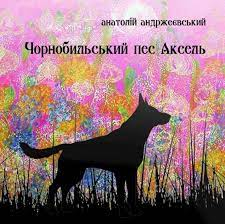 анатолій андржеєвський
Чорнобильський пес Аксель